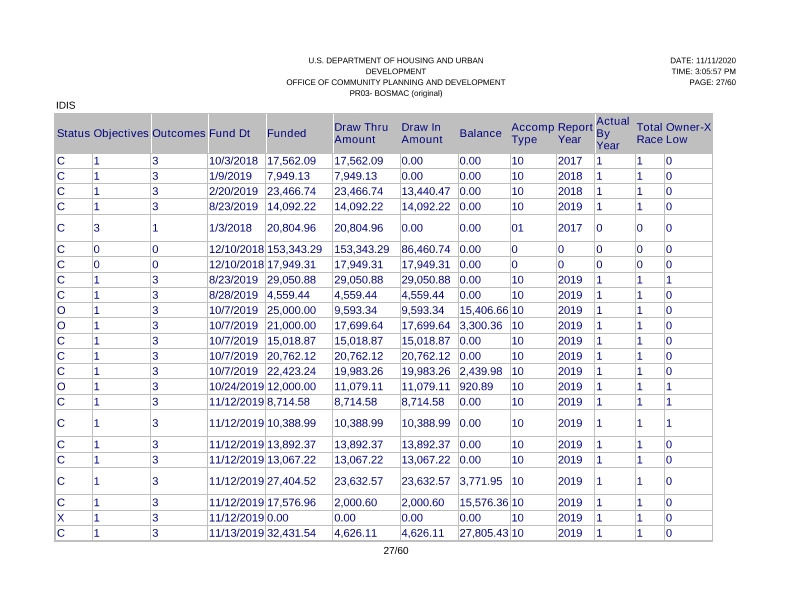 U.S. DEPARTMENT OF HOUSING AND URBAN DEVELOPMENT
OFFICE OF COMMUNITY PLANNING AND DEVELOPMENT
PR03- BOSMAC (original)
DATE: 11/11/2020
TIME: 3:05:57 PM
PAGE: 27/60
IDIS
Status Objectives Outcomes Fund Dt Funded Draw Thru Amount Draw In Amount Balance Accomp Type Report Year Actual By Year Total Race Owner-X Low
C 1 3 10/3/2018 17,562.09 17,562.09 0.00 0.00 10 2017 1 1 0
C 1 3 1/9/2019 7,949.13 7,949.13 0.00 0.00 10 2018 1 1 0
C 1 3 2/20/2019 23,466.74 23,466.74 13,440.47 0.00 10 2018 1 1 0
C 1 3 8/23/2019 14,092.22 14,092.22 14,092.22 0.00 10 2019 1 1 0
C 3 1 1/3/2018 20,804.96 20,804.96 0.00 0.00 01 2017 0 0 0
C 0 0 12/10/2018 153,343.29 153,343.29 86,460.74 0.00 0 0 0 0 0
C 0 0 12/10/2018 17,949.31 17,949.31 17,949.31 0.00 0 0 0 0 0
C 1 3 8/23/2019 29,050.88 29,050.88 29,050.88 0.00 10 2019 1 1 1
C 1 3 8/28/2019 4,559.44 4,559.44 4,559.44 0.00 10 2019 1 1 0
O 1 3 10/7/2019 25,000.00 9,593.34 9,593.34 15,406.66 10 2019 1 1 0
O 1 3 10/7/2019 21,000.00 17,699.64 17,699.64 3,300.36 10 2019 1 1 0
C 1 3 10/7/2019 15,018.87 15,018.87 15,018.87 0.00 10 2019 1 1 0
C 1 3 10/7/2019 20,762.12 20,762.12 20,762.12 0.00 10 2019 1 1 0
C 1 3 10/7/2019 22,423.24 19,983.26 19,983.26 2,439.98 10 2019 1 1 0
O 1 3 10/24/2019 12,000.00 11,079.11 11,079.11 920.89 10 2019 1 1 1
C 1 3 11/12/2019 8,714.58 8,714.58 8,714.58 0.00 10 2019 1 1 1
C 1 3 11/12/2019 10,388.99 10,388.99 10,388.99 0.00 10 2019 1 1 1
C 1 3 11/12/2019 13,892.37 13,892.37 13,892.37 0.00 10 2019 1 1 0
C 1 3 11/12/2019 13,067.22 13,067.22 13,067.22 0.00 10 2019 1 1 0
C 1 3 11/12/2019 27,404.52 23,632.57 23,632.57 3,771.95 10 2019 1 1 0
C 1 3 11/12/2019 17,576.96 2,000.60 2,000.60 15,576.36 10 2019 1 1 0
X 1 3 11/12/2019 0.00 0.00 0.00 0.00 10 2019 1 1 0
C 1 3 11/13/2019 32,431.54 4,626.11 4,626.11 27,805.43 10 2019 1 1 0
27/60